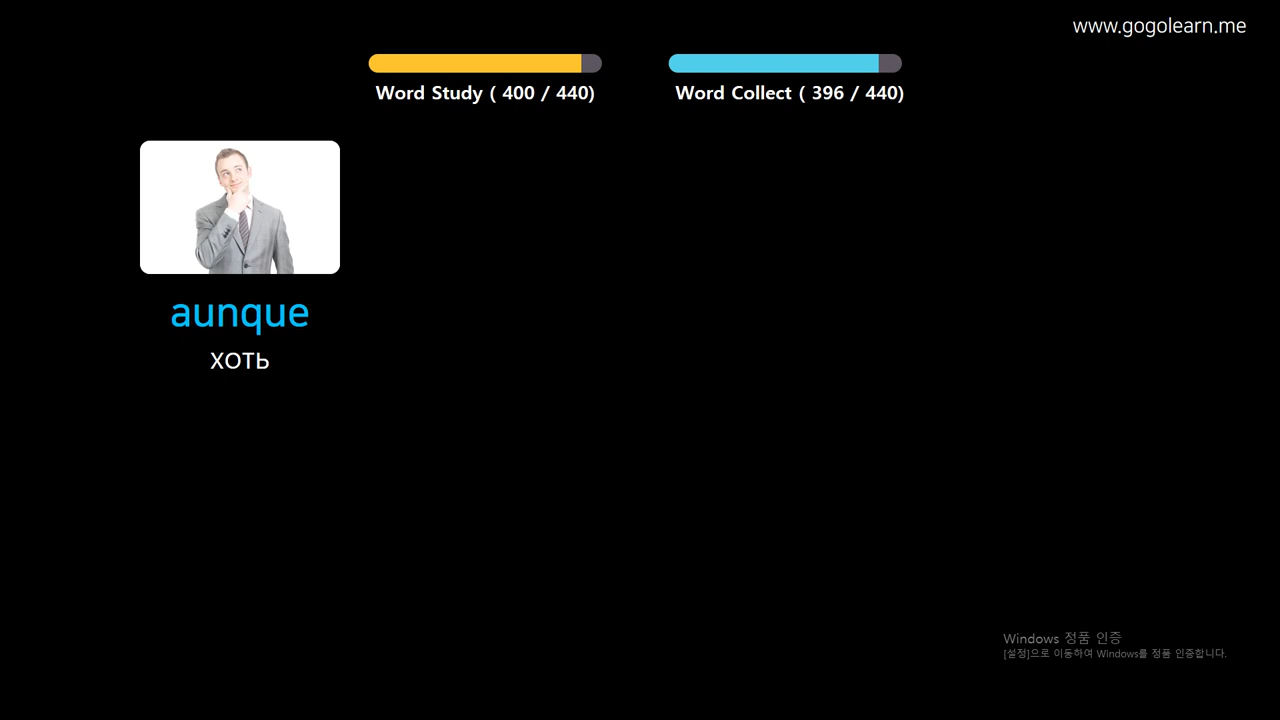 www.gogolearn.me
Word Study ( 400 / 440)
Word Collect ( 396 / 440)
aunque
хоть
Windows 정품 인증
[설정]으로 이동하여 Windows를 정품 인증합니다.